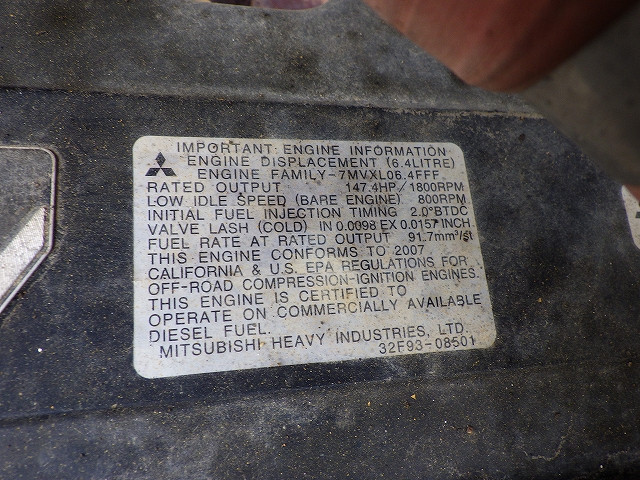 IMPORTANT: ENGINE INFORMATION
ENGINE DISPLACEMENT (6.4LITRE)
ENGINE FAMILY-7MVXL06.4FFF
RATED OUTPUT 147.4HP/1800RPM
LOW IDLE SPEED (BARE ENGINE) 800RPM
INITIAL FUEL INJECTION TIMING 2.0°BTDC
VALVE LASH (COLD) IN 0.0098 EX 0.0157 INCH
FUEL RATE AT RATED OUTPUT 91.7mm³/st
THIS ENGINE CONFORMS TO 2007
CALIFORNIA & U.S. EPA REGULATIONS FOR
OFF-ROAD COMPRESSION-IGNITION ENGINES.
THIS ENGINE IS CERTIFIED TO
OPERATE ON COMMERCIALLY AVAILABLE
DIESEL FUEL.
MITSUBISHI HEAVY INDUSTRIES, LTD.
32F93-08501